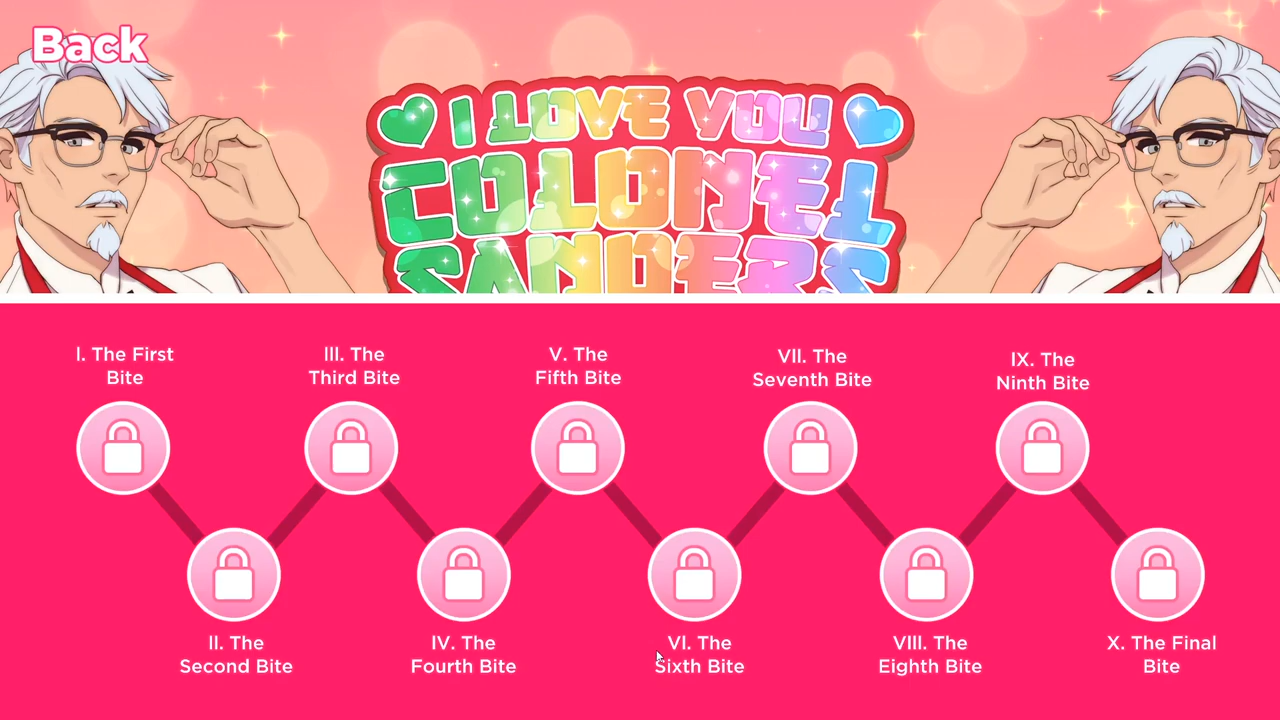 Back
I LOVE YOU
COLONEL
SANDERS
I. The First
Bite
III. The
Third Bite
V. The
Fifth Bite
VII. The
Seventh Bite
IX. The
Ninth Bite
II. The
Second Bite
IV. The
Fourth Bite
VI. The
Sixth Bite
VIII. The
Eighth Bite
X. The Final
Bite